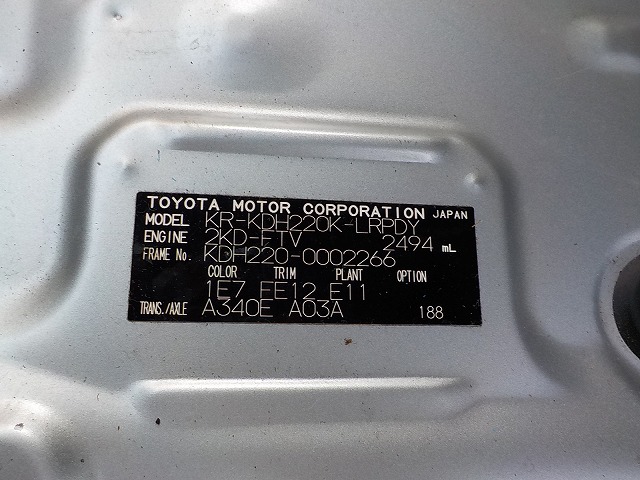 TOYOTA MOTOR CORPORATION JAPAN
MODEL KR-KDH220K-LRPDY
ENGINE 2KD-FTV 2494 mL
FRAME No. KDH220-0002266
COLOR TRIM PLANT OPTION
1E7 FE12 E11
TRANS./AXLE A340E A03A 188